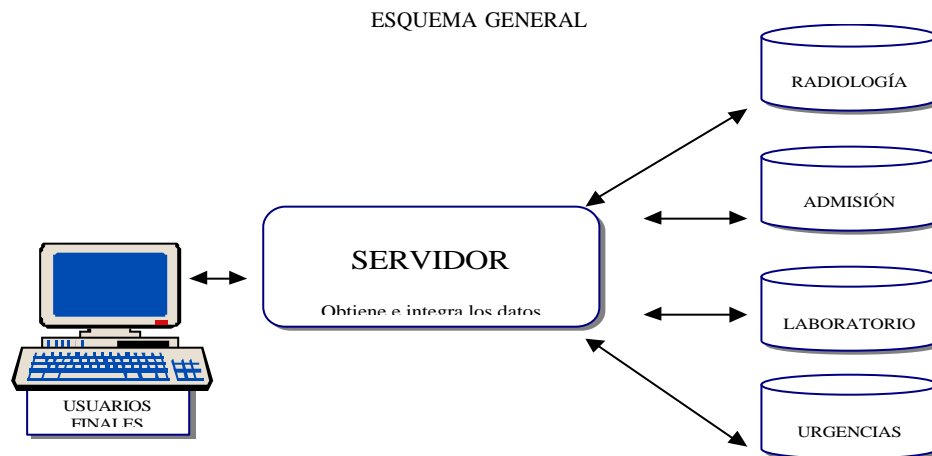 ESQUEMA GENERAL
RADIOLOGÍA
ADMISIÓN
SERVIDOR
Obtiene e integra los datos
LABORATORIO
USUARIOS
FINALES
URGENCIAS